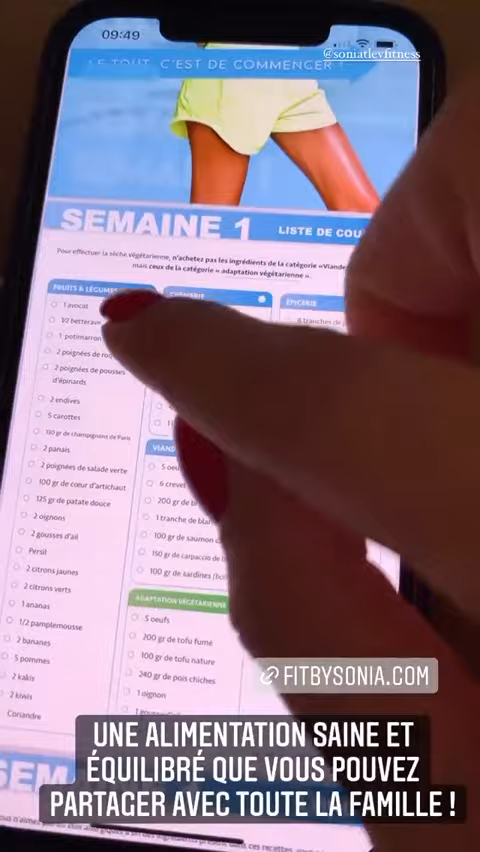 09:49
@soniatlevfitness
LE TOUT, C'EST DE COMMENCER !
SEMAINE 1
LISTE DE COU
Pour effectuer la sèche végétarienne, n'achetez pas les ingrédients de la catégorie «Viande
mais ceux de la catégorie « adaptation végétarienne ».
FRUITS & LÉGUMES
1 avocat
1/2 betterave
1 potimarron
2 poignées de roq
2 poignées de pousses
d'épinards
2 endives
5 carottes
130 gr de champignons de Paris
2 panais
2 poignées de salade verte
100 gr de cœur d'artichaut
125 gr de patate douce
2 oignons
2 gousses d'ail
Persil
2 citrons jaunes
2 citrons verts
1 ananas
1/2 pamplemousse
2 bananes
5 pommes
2 kakis
2 kiwis
Coriandre
CRÈMERIE
VIAND
5 oeu
6 crevet
200 gr de bl
1 tranche de blan
100 gr de saumon
150 gr de carpaccio de b
100 gr de sardines
ADAPTATION VÉGÉTARIENNE
5 oeufs
200 gr de tofu fumé
100 gr de tofu nature
240 gr de pois chiches
1 oignon
ÉPICERIE
6 tranches de
FITBYSONIA.COM
SEM
UNE ALIMENTATION SAINE ET
ÉQUILIBRÉ QUE VOUS POUVEZ
PARTAGER AVEC TOUTE LA FAMILLE !